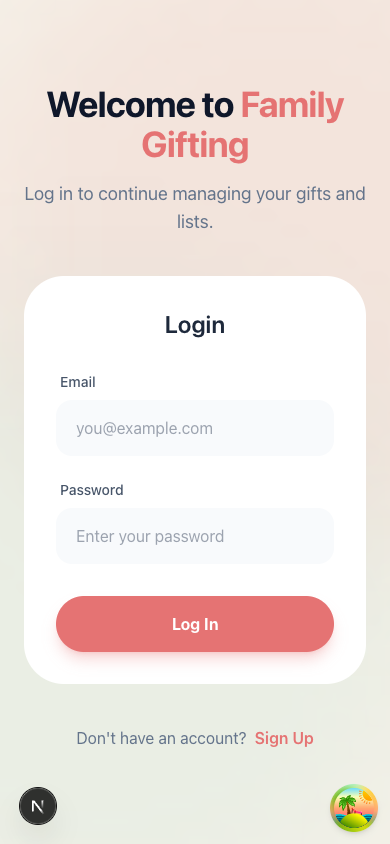 Welcome to Family
Gifting
Log in to continue managing your gifts and
lists.
Login
Email
you@example.com
Password
Enter your password
Log In
Don't have an account? Sign Up
N